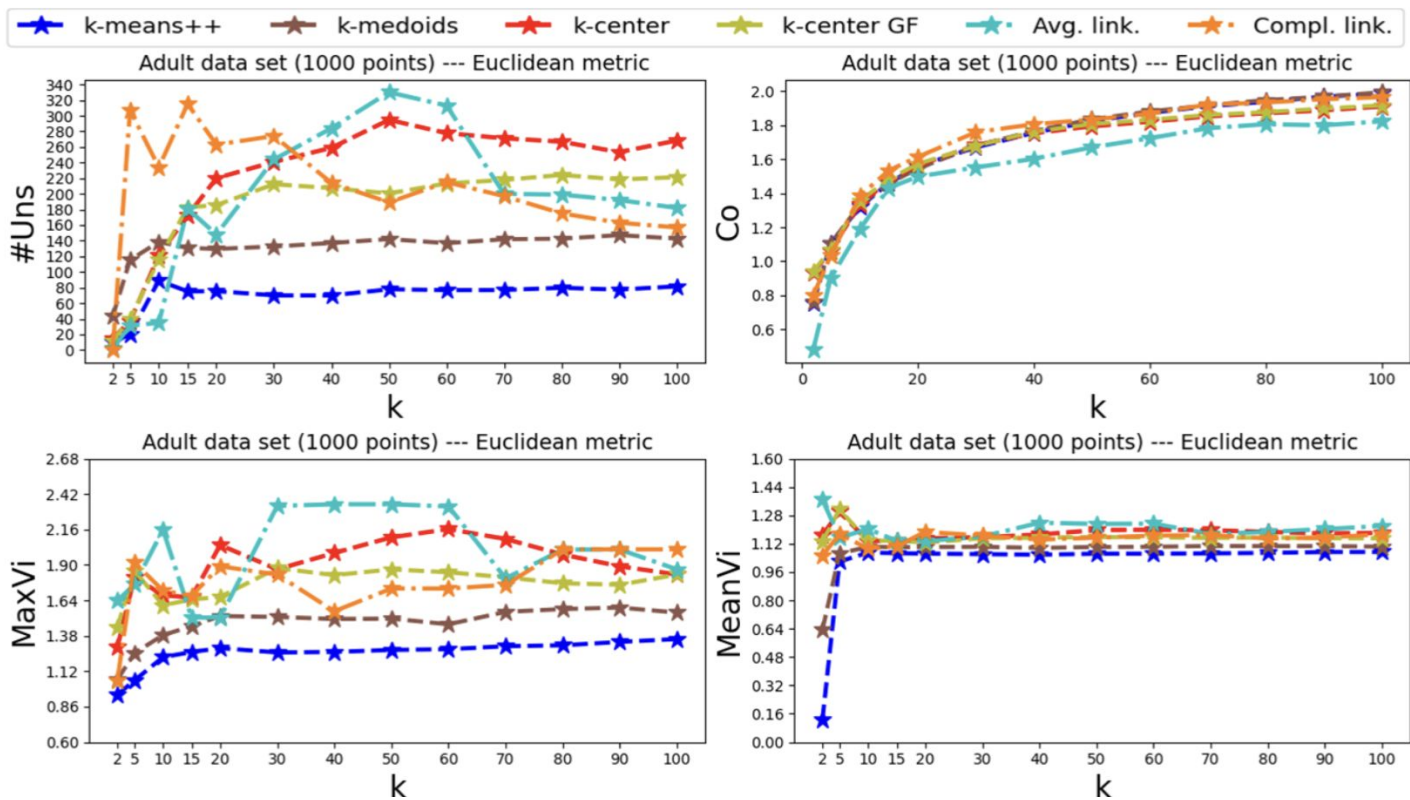 k-means++ k-medoids k-center k-center GF Avg. link. Compl. link.
Adult data set (1000 points) --- Euclidean metric
340
320
300
280
260
240
220
200
180
160
140
120
100
80
60
40
20
0
#Uns
2 5 10 15 20 30 40 50 60 70 80 90 100
k
Adult data set (1000 points) --- Euclidean metric
2.0
1.8
1.6
1.4
1.2
1.0
0.8
0.6
Co
0 20 40 60 80 100
k
Adult data set (1000 points) --- Euclidean metric
2.68
2.42
2.16
1.90
1.64
1.38
1.12
0.86
0.60
MaxVi
2 5 10 15 20 30 40 50 60 70 80 90 100
k
Adult data set (1000 points) --- Euclidean metric
1.60
1.44
1.28
1.12
0.96
0.80
0.64
0.48
0.32
0.16
0.00
MeanVi
2 5 10 15 20 30 40 50 60 70 80 90 100
k